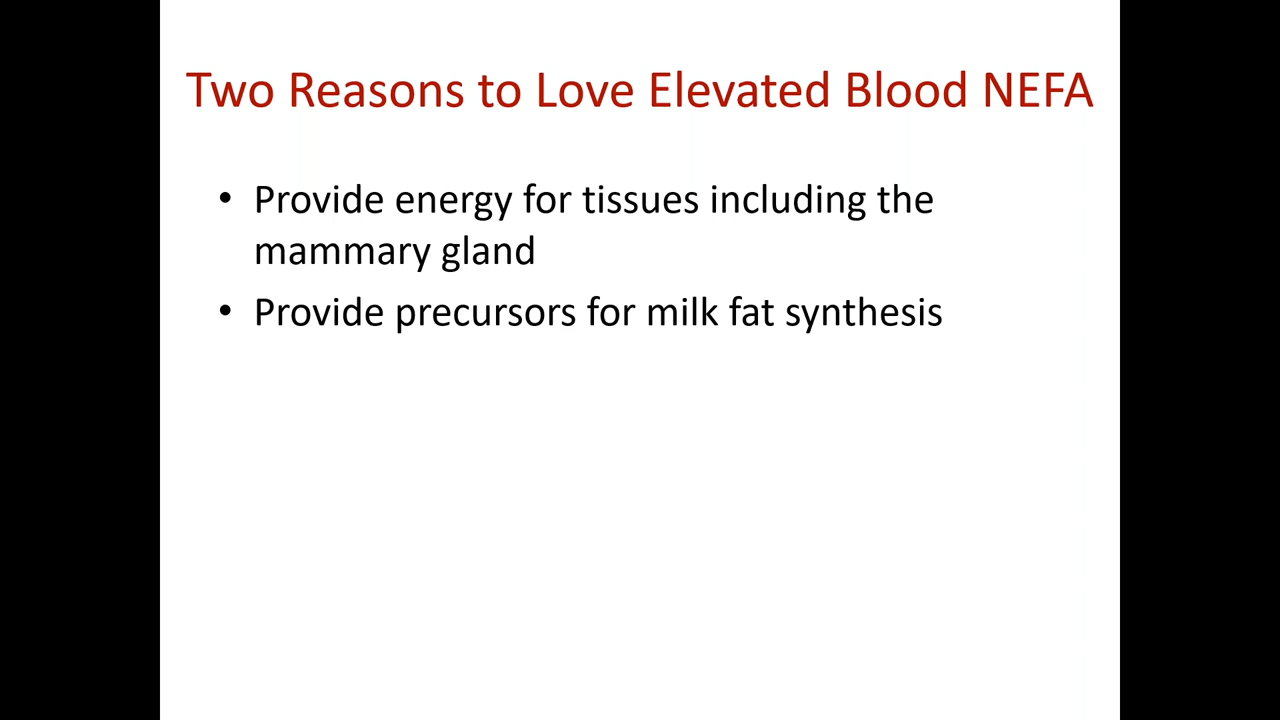 Two Reasons to Love Elevated Blood NEFA
• Provide energy for tissues including the
mammary gland
• Provide precursors for milk fat synthesis